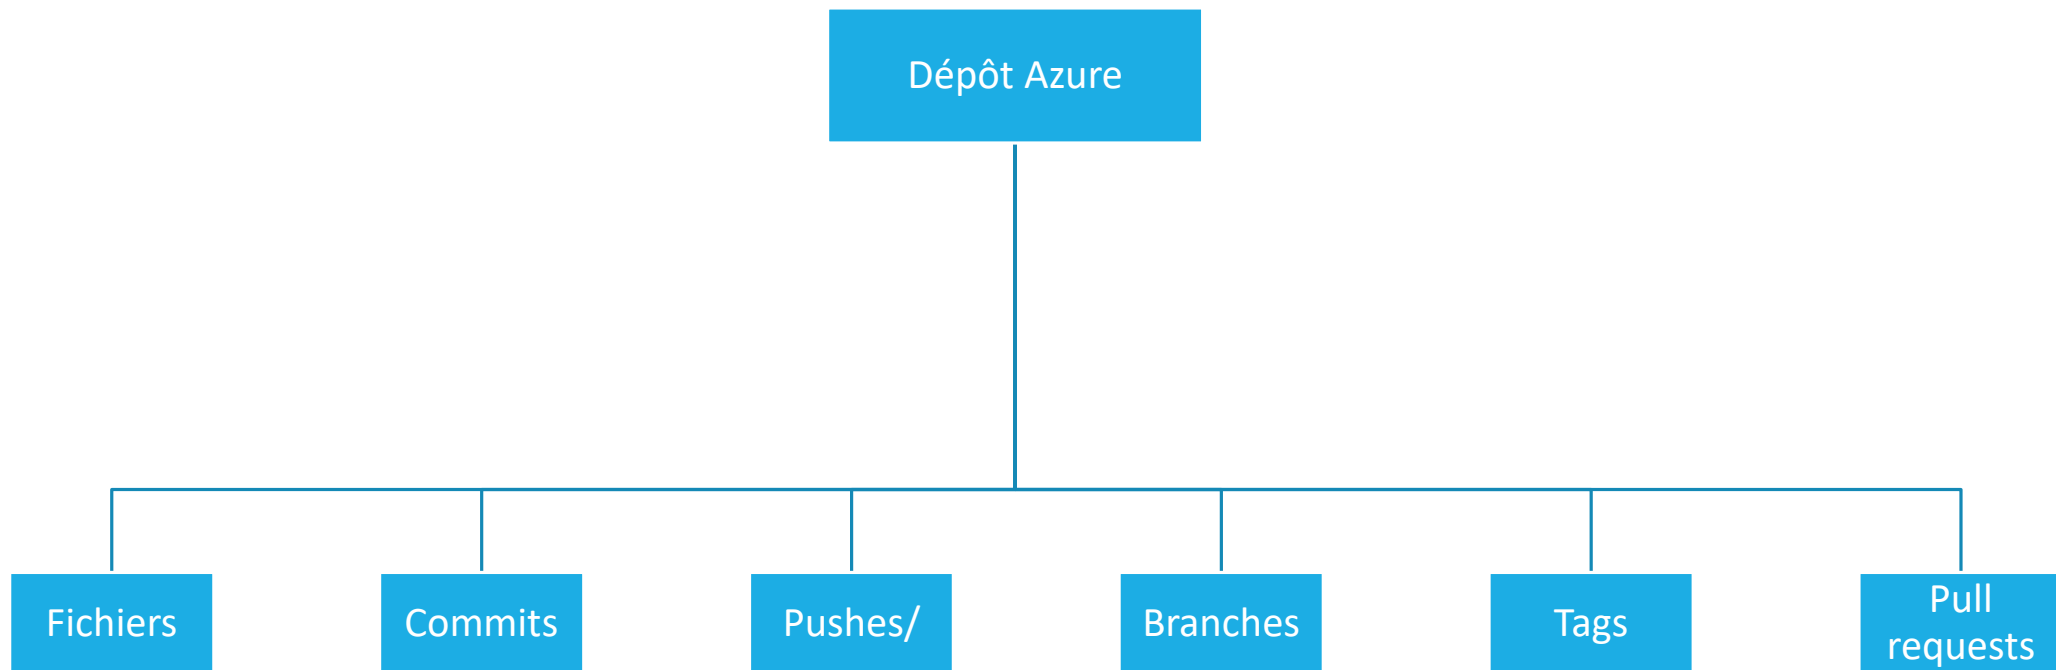 Dépôt Azure
Fichiers
Commits
Pushes/
Branches
Tags
Pull
requests